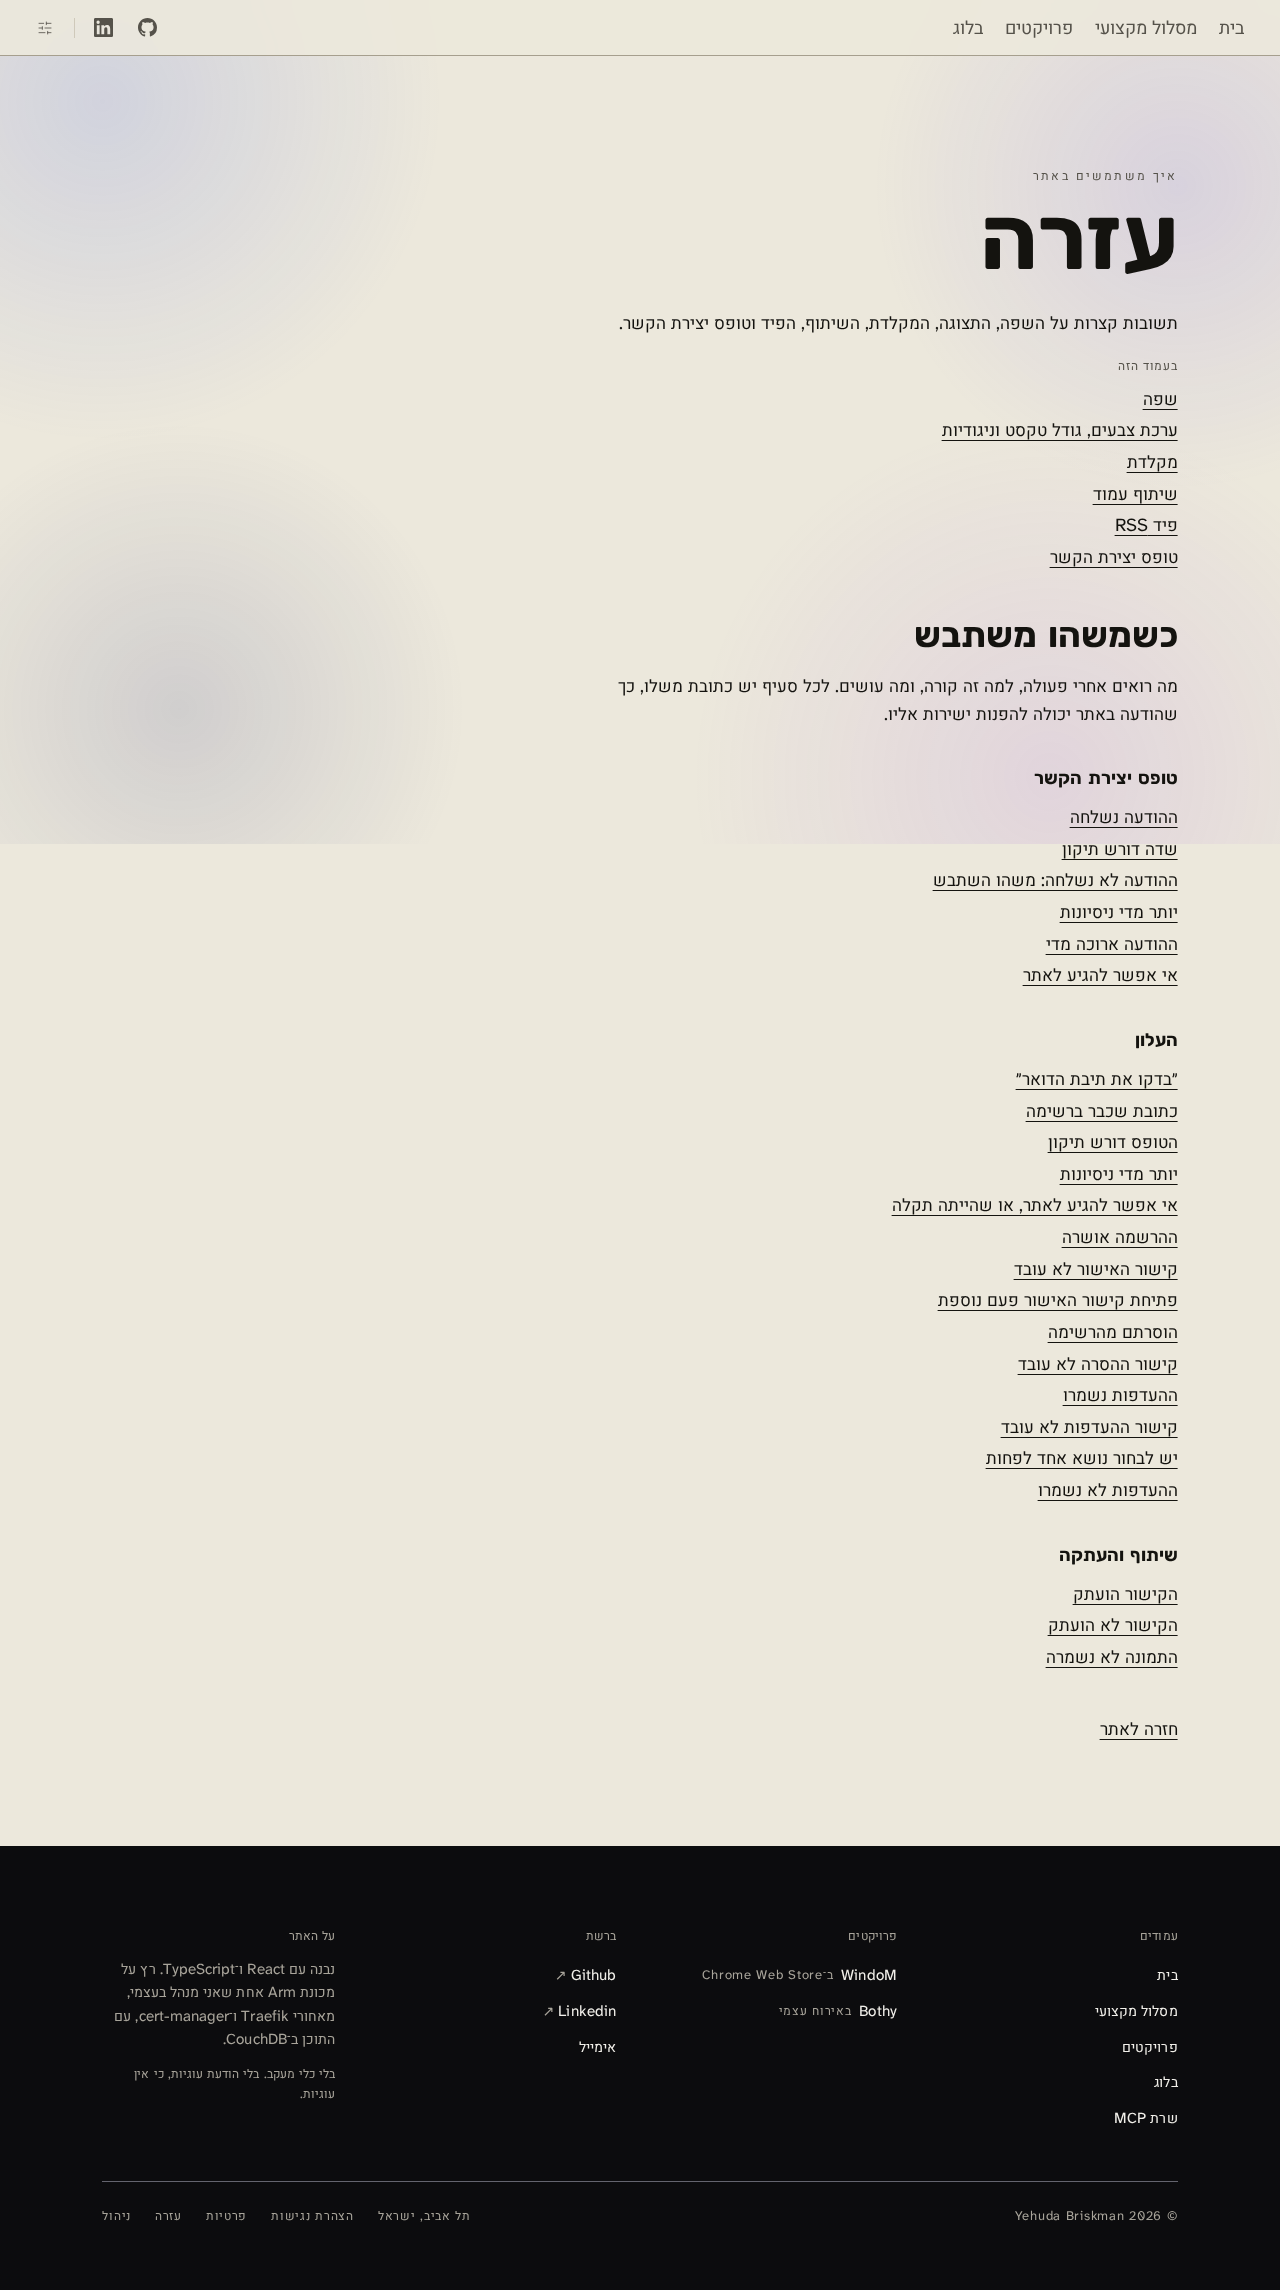 בית
מסלול מקצועי
פרויקטים
בלוג
איך משתמשים באתר
עזרה
תשובות קצרות על השפה, התצוגה, המקלדת, השיתוף, הפיד וטופס יצירת הקשר.
בעמוד הזה
שפה
ערכת צבעים, גודל טקסט וניגודיות
מקלדת
שיתוף עמוד
פיד RSS
טופס יצירת הקשר
כשמשהו משתבש
מה רואים אחרי פעולה, למה זה קורה, ומה עושים. לכל סעיף יש כתובת משלו, כך
שהודעה באתר יכולה להפנות ישירות אליו.
טופס יצירת הקשר
ההודעה נשלחה
שדה דורש תיקון
ההודעה לא נשלחה: משהו השתבש
יותר מדי ניסיונות
ההודעה ארוכה מדי
אי אפשר להגיע לאתר
העלון
"בדקו את תיבת הדואר"
כתובת שכבר ברשימה
הטופס דורש תיקון
יותר מדי ניסיונות
אי אפשר להגיע לאתר, או שהייתה תקלה
ההרשמה אושרה
קישור האישור לא עובד
פתיחת קישור האישור פעם נוספת
הוסרתם מהרשימה
קישור ההסרה לא עובד
ההעדפות נשמרו
קישור ההעדפות לא עובד
יש לבחור נושא אחד לפחות
ההעדפות לא נשמרו
שיתוף והעתקה
הקישור הועתק
הקישור לא הועתק
התמונה לא נשמרה
חזרה לאתר
עמודים
בית
מסלול מקצועי
פרויקטים
בלוג
שרת MCP
פרויקטים
WindoM ב־Chrome Web Store
Bothy באירוח עצמי
ברשת
Github ↗
Linkedin ↗
אימייל
על האתר
נבנה עם React ו־TypeScript. רץ על
מכונת Arm אחת שאני מנהל בעצמי,
מאחורי Traefik ו־cert-manager, עם
התוכן ב־CouchDB.
בלי כלי מעקב. בלי הודעת עוגיות, כי אין
עוגיות.
© 2026 Yehuda Briskman
תל אביב, ישראל
הצהרת נגישות
פרטיות
עזרה
ניהול